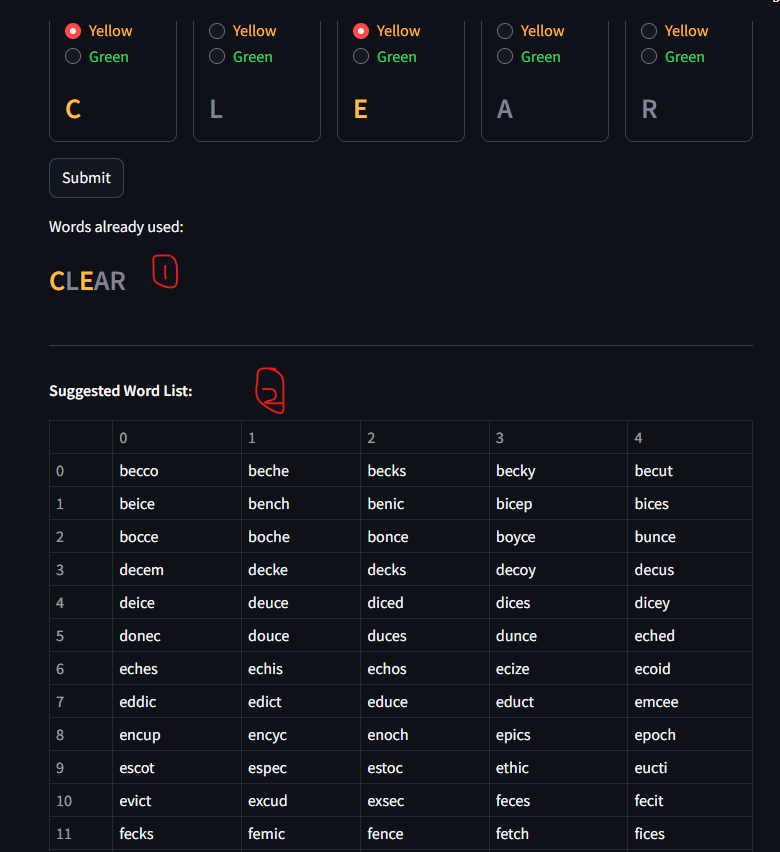 Yellow Yellow Yellow Yellow Yellow
Green Green Green Green Green
C L E A R
Submit
Words already used:
CLEAR 1
Suggested Word List: 2
0 1 2 3 4
0 becco beche becks becky becut
1 beice bench benic bicep bices
2 bocce boche bonce boyce bunce
3 decem decke decks decoy decus
4 deice deuce diced dices dicey
5 donec douce duces dunce eched
6 eches echis echos ecize ecoid
7 eddic edict educe educt emcee
8 encup encyc enoch epics epoch
9 escot espec estoc ethic eucti
10 evict excud exsec feces fecit
11 fecks femic fence fetch fices